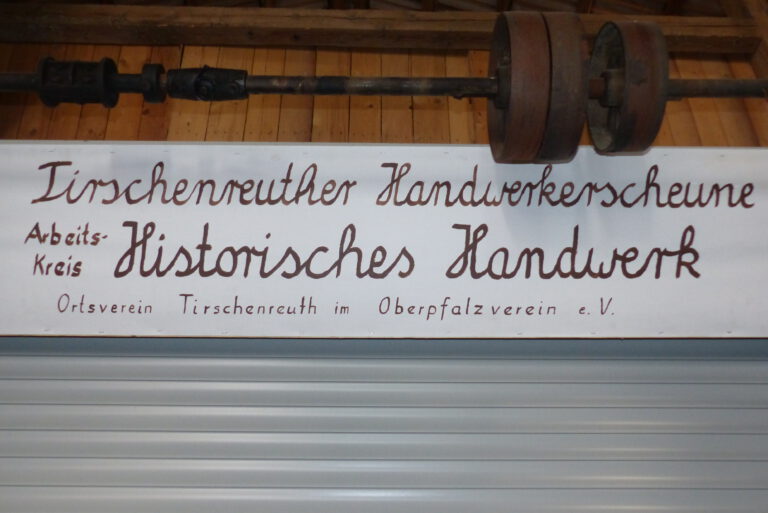 Tirschenreuther Handwerkerscheune
Arbeits-
Kreis
Historisches Handwerk
Ortsverein Tirschenreuth im Oberpfalzverein e. V.